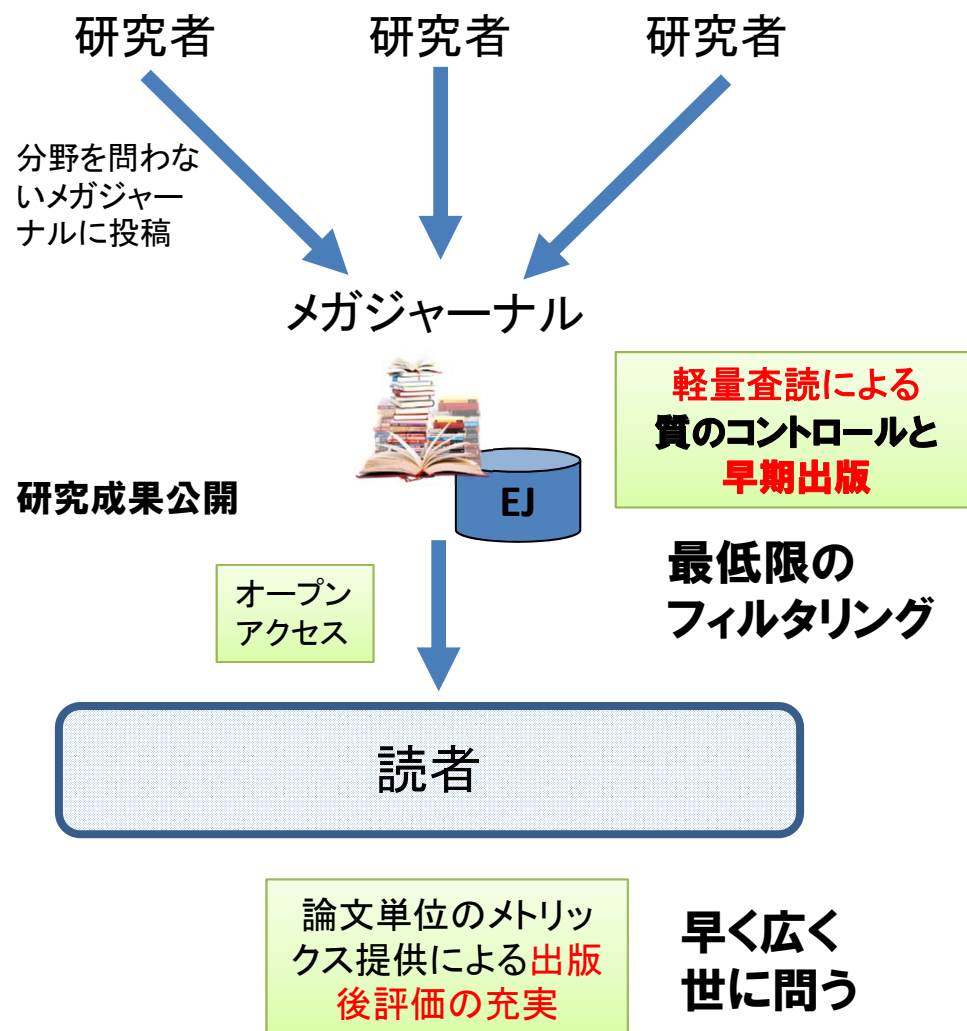 研究者
研究者
研究者
分野を問わな
いメガジャー
ナルに投稿
メガジャーナル
軽量査読による
質のコントロールと
早期出版
研究成果公開
EJ
最低限の
フィルタリング
オープン
アクセス
読者
論文単位のメトリッ
クス提供による出版
後評価の充実
早く広く
世に問う